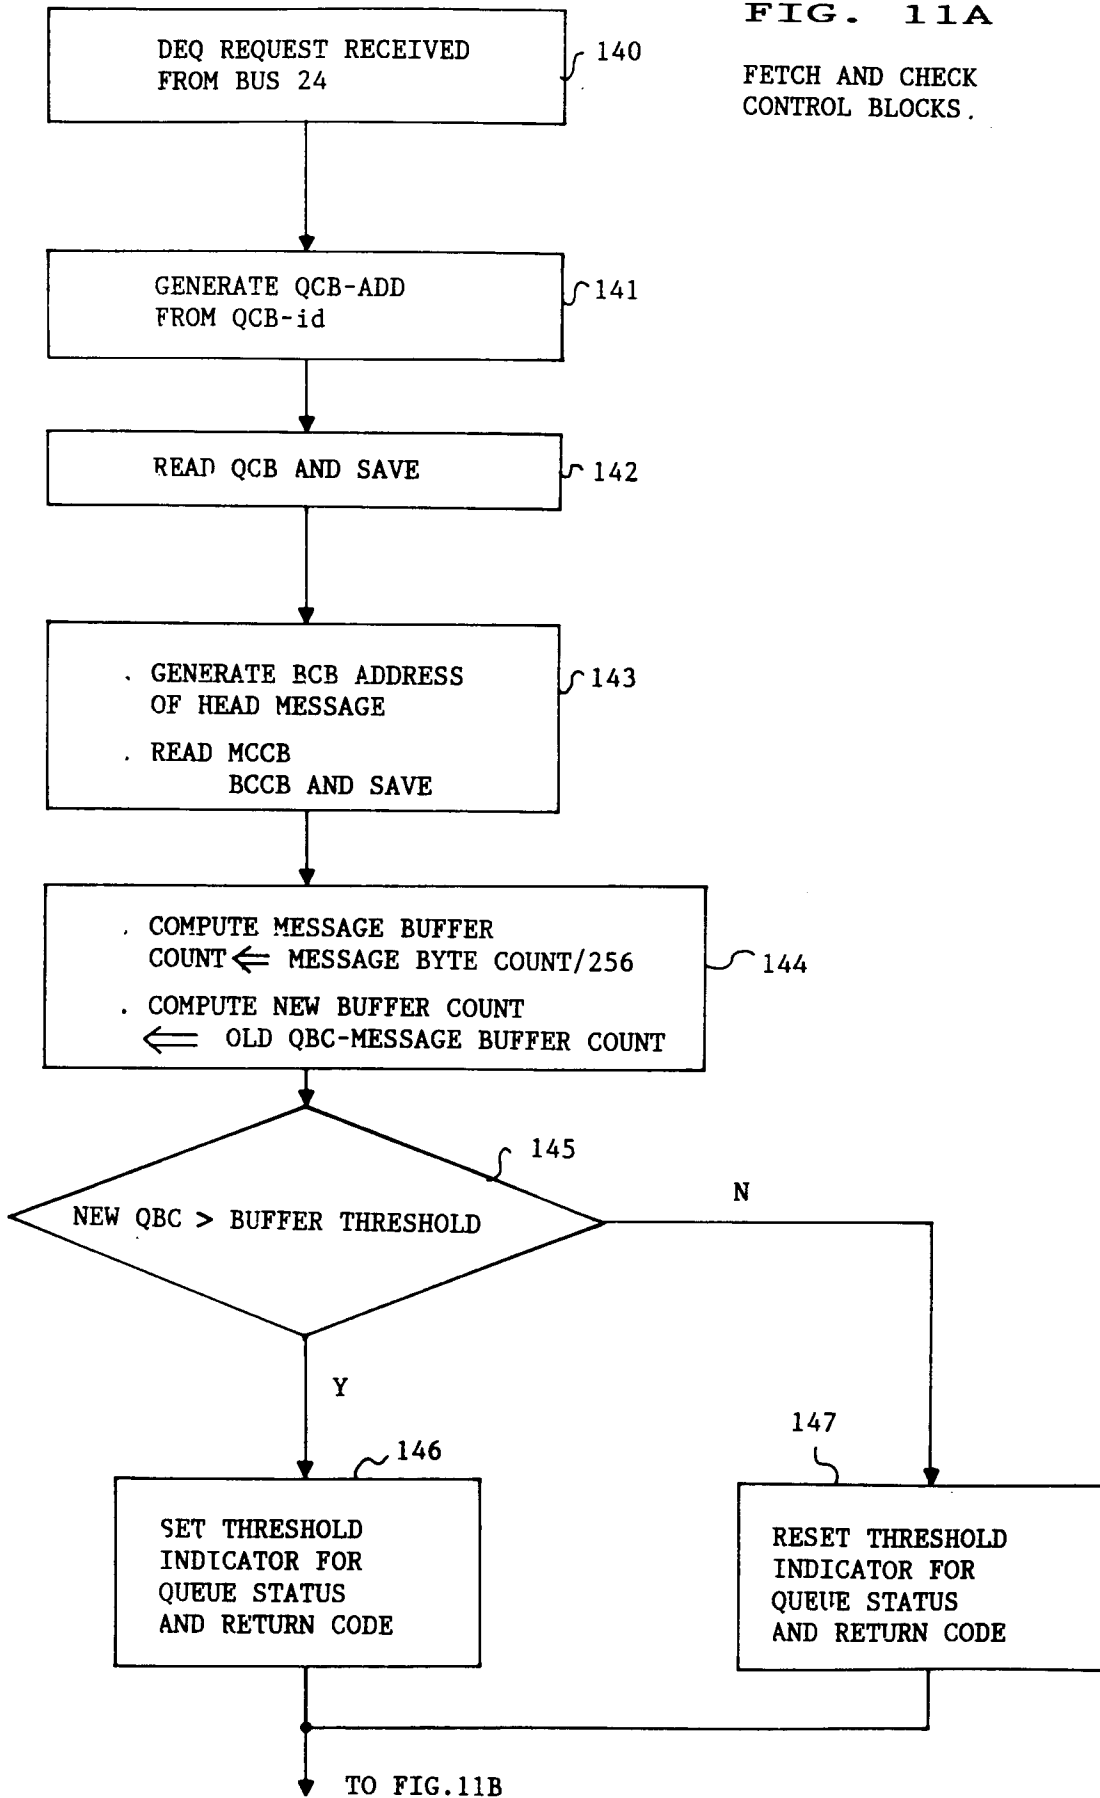 FIG. 11A
FETCH AND CHECK
CONTROL BLOCKS.
DEQ REQUEST RECEIVED
FROM BUS 24
140
GENERATE QCB-ADD
FROM QCB-id
141
READ QCB AND SAVE
142
. GENERATE BCB ADDRESS
OF HEAD MESSAGE
. READ MCCB
BCCB AND SAVE
143
. COMPUTE MESSAGE BUFFER
COUNT ⇐ MESSAGE BYTE COUNT/256
. COMPUTE NEW BUFFER COUNT
⇐ OLD QBC-MESSAGE BUFFER COUNT
144
145
NEW QBC > BUFFER THRESHOLD
N
Y
146
SET THRESHOLD
INDICATOR FOR
QUEUE STATUS
AND RETURN CODE
147
RESET THRESHOLD
INDICATOR FOR
QUEUE STATUS
AND RETURN CODE
TO FIG.11B